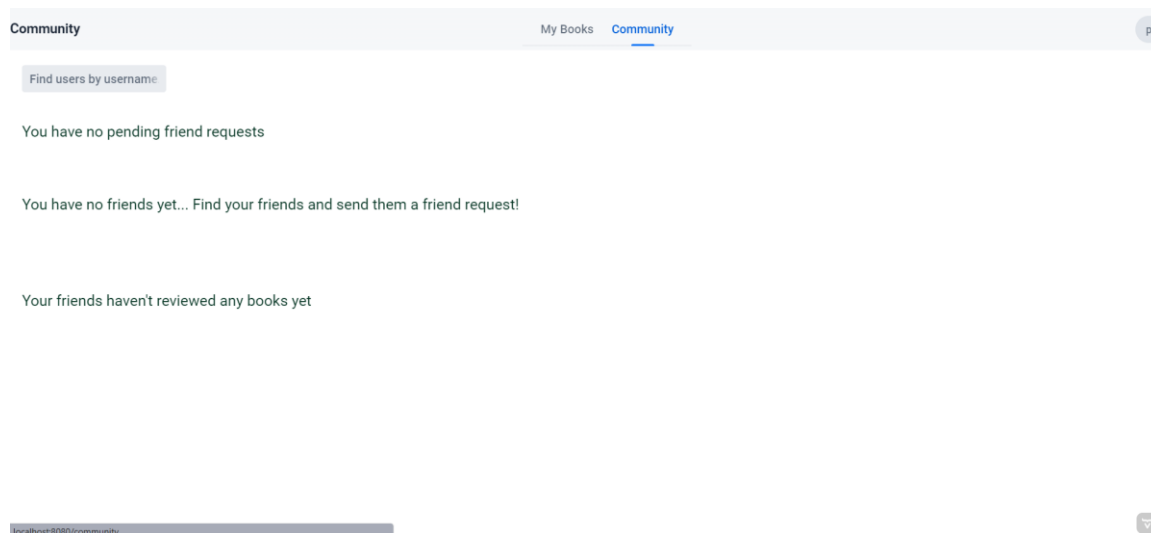 Community
My Books
Community
p
Find users by username
You have no pending friend requests
You have no friends yet... Find your friends and send them a friend request!
Your friends haven't reviewed any books yet
localhost:8080/community